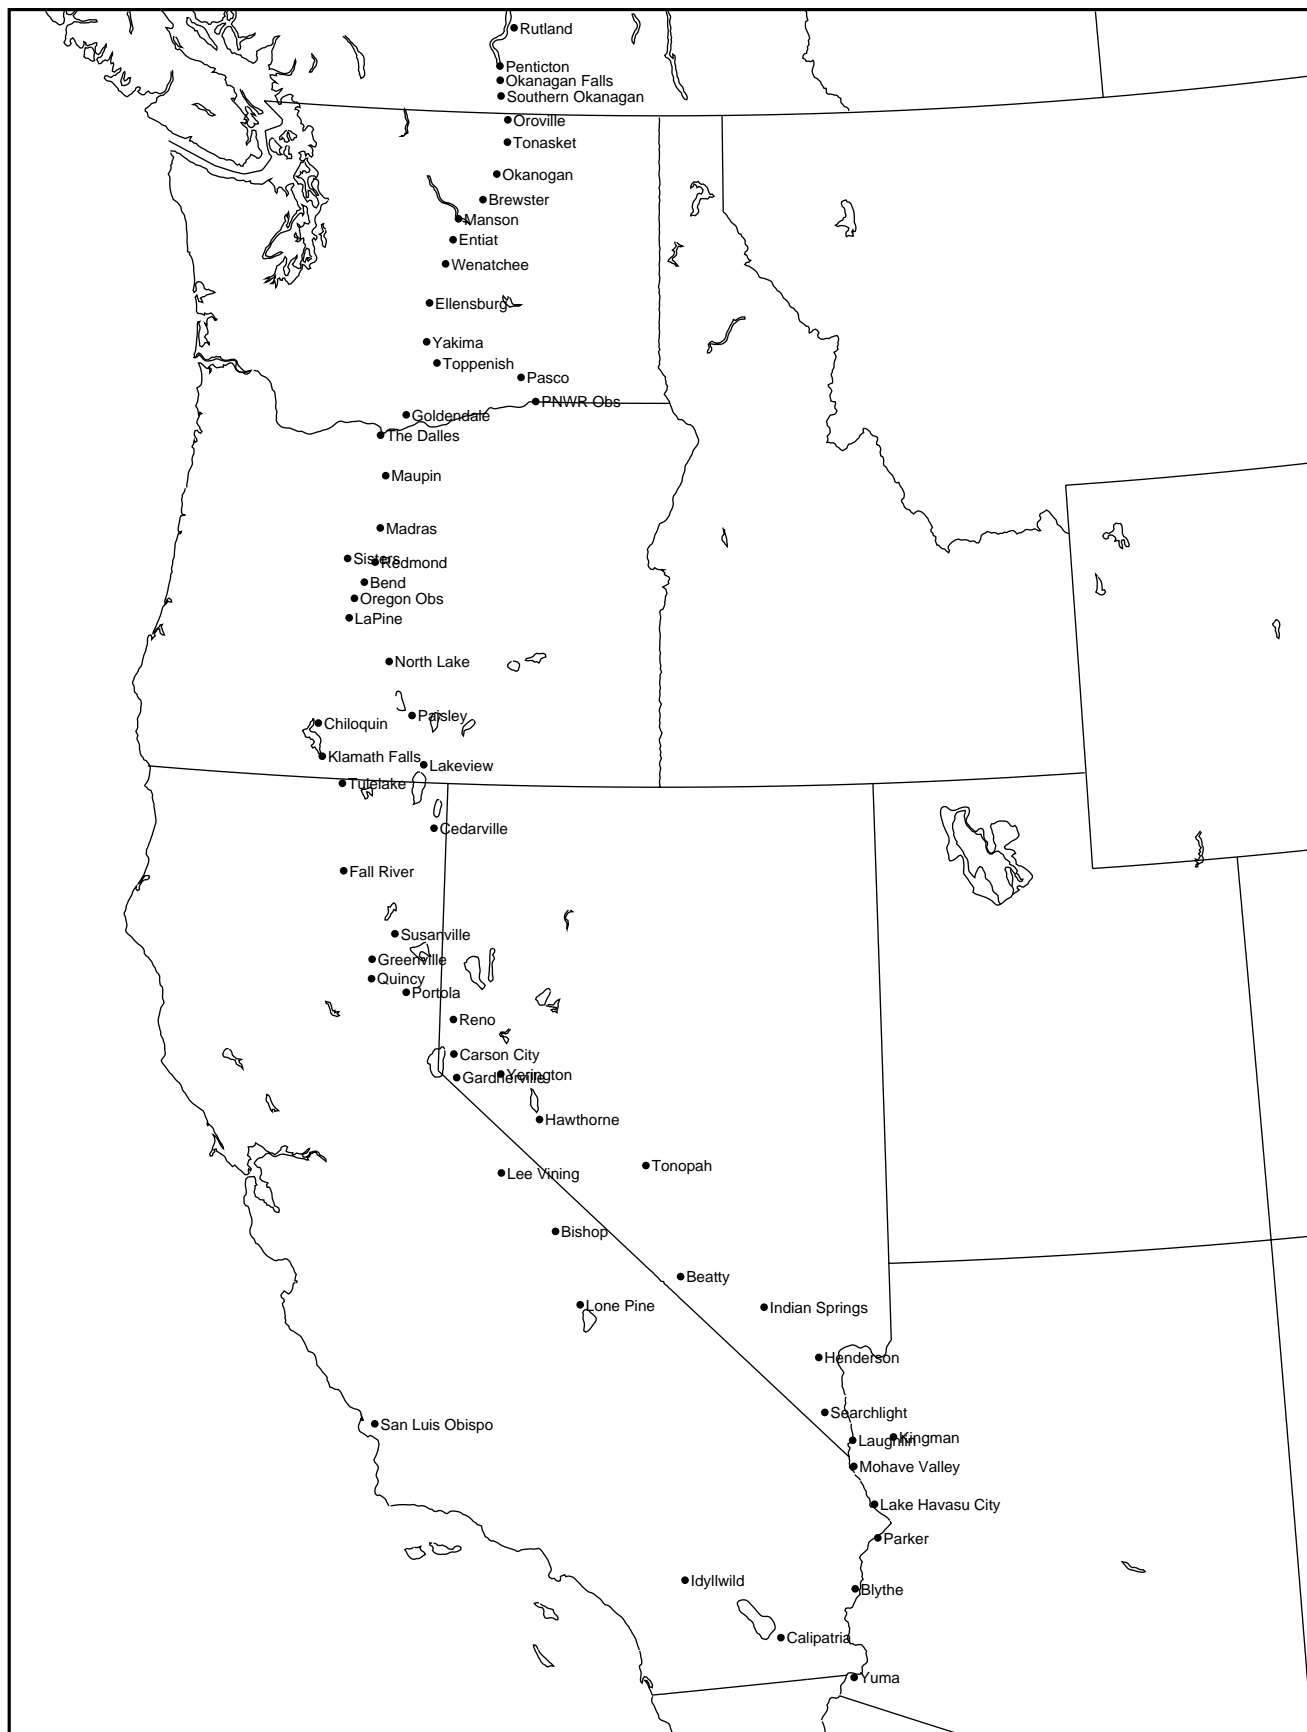 Rutland
Penticton
Okanagan Falls
Southern Okanagan
Oroville
Tonasket
Okanogan
Brewster
Manson
Entiat
Wenatchee
Ellensburg
Yakima
Toppenish
Pasco
PNWR Obs
Goldendale
The Dalles
Maupin
Madras
Sisters
Redmond
Bend
Oregon Obs
LaPine
North Lake
Paisley
Chiloquin
Klamath Falls
Lakeview
Tulelake
Cedarville
Fall River
Susanville
Greenville
Quincy
Portola
Reno
Carson City
Yerington
Gardnerville
Hawthorne
Tonopah
Lee Vining
Bishop
Beatty
Lone Pine
Indian Springs
Henderson
Searchlight
San Luis Obispo
Kingman
Laughlin
Mohave Valley
Lake Havasu City
Parker
Idyllwild
Blythe
Calipatria
Yuma